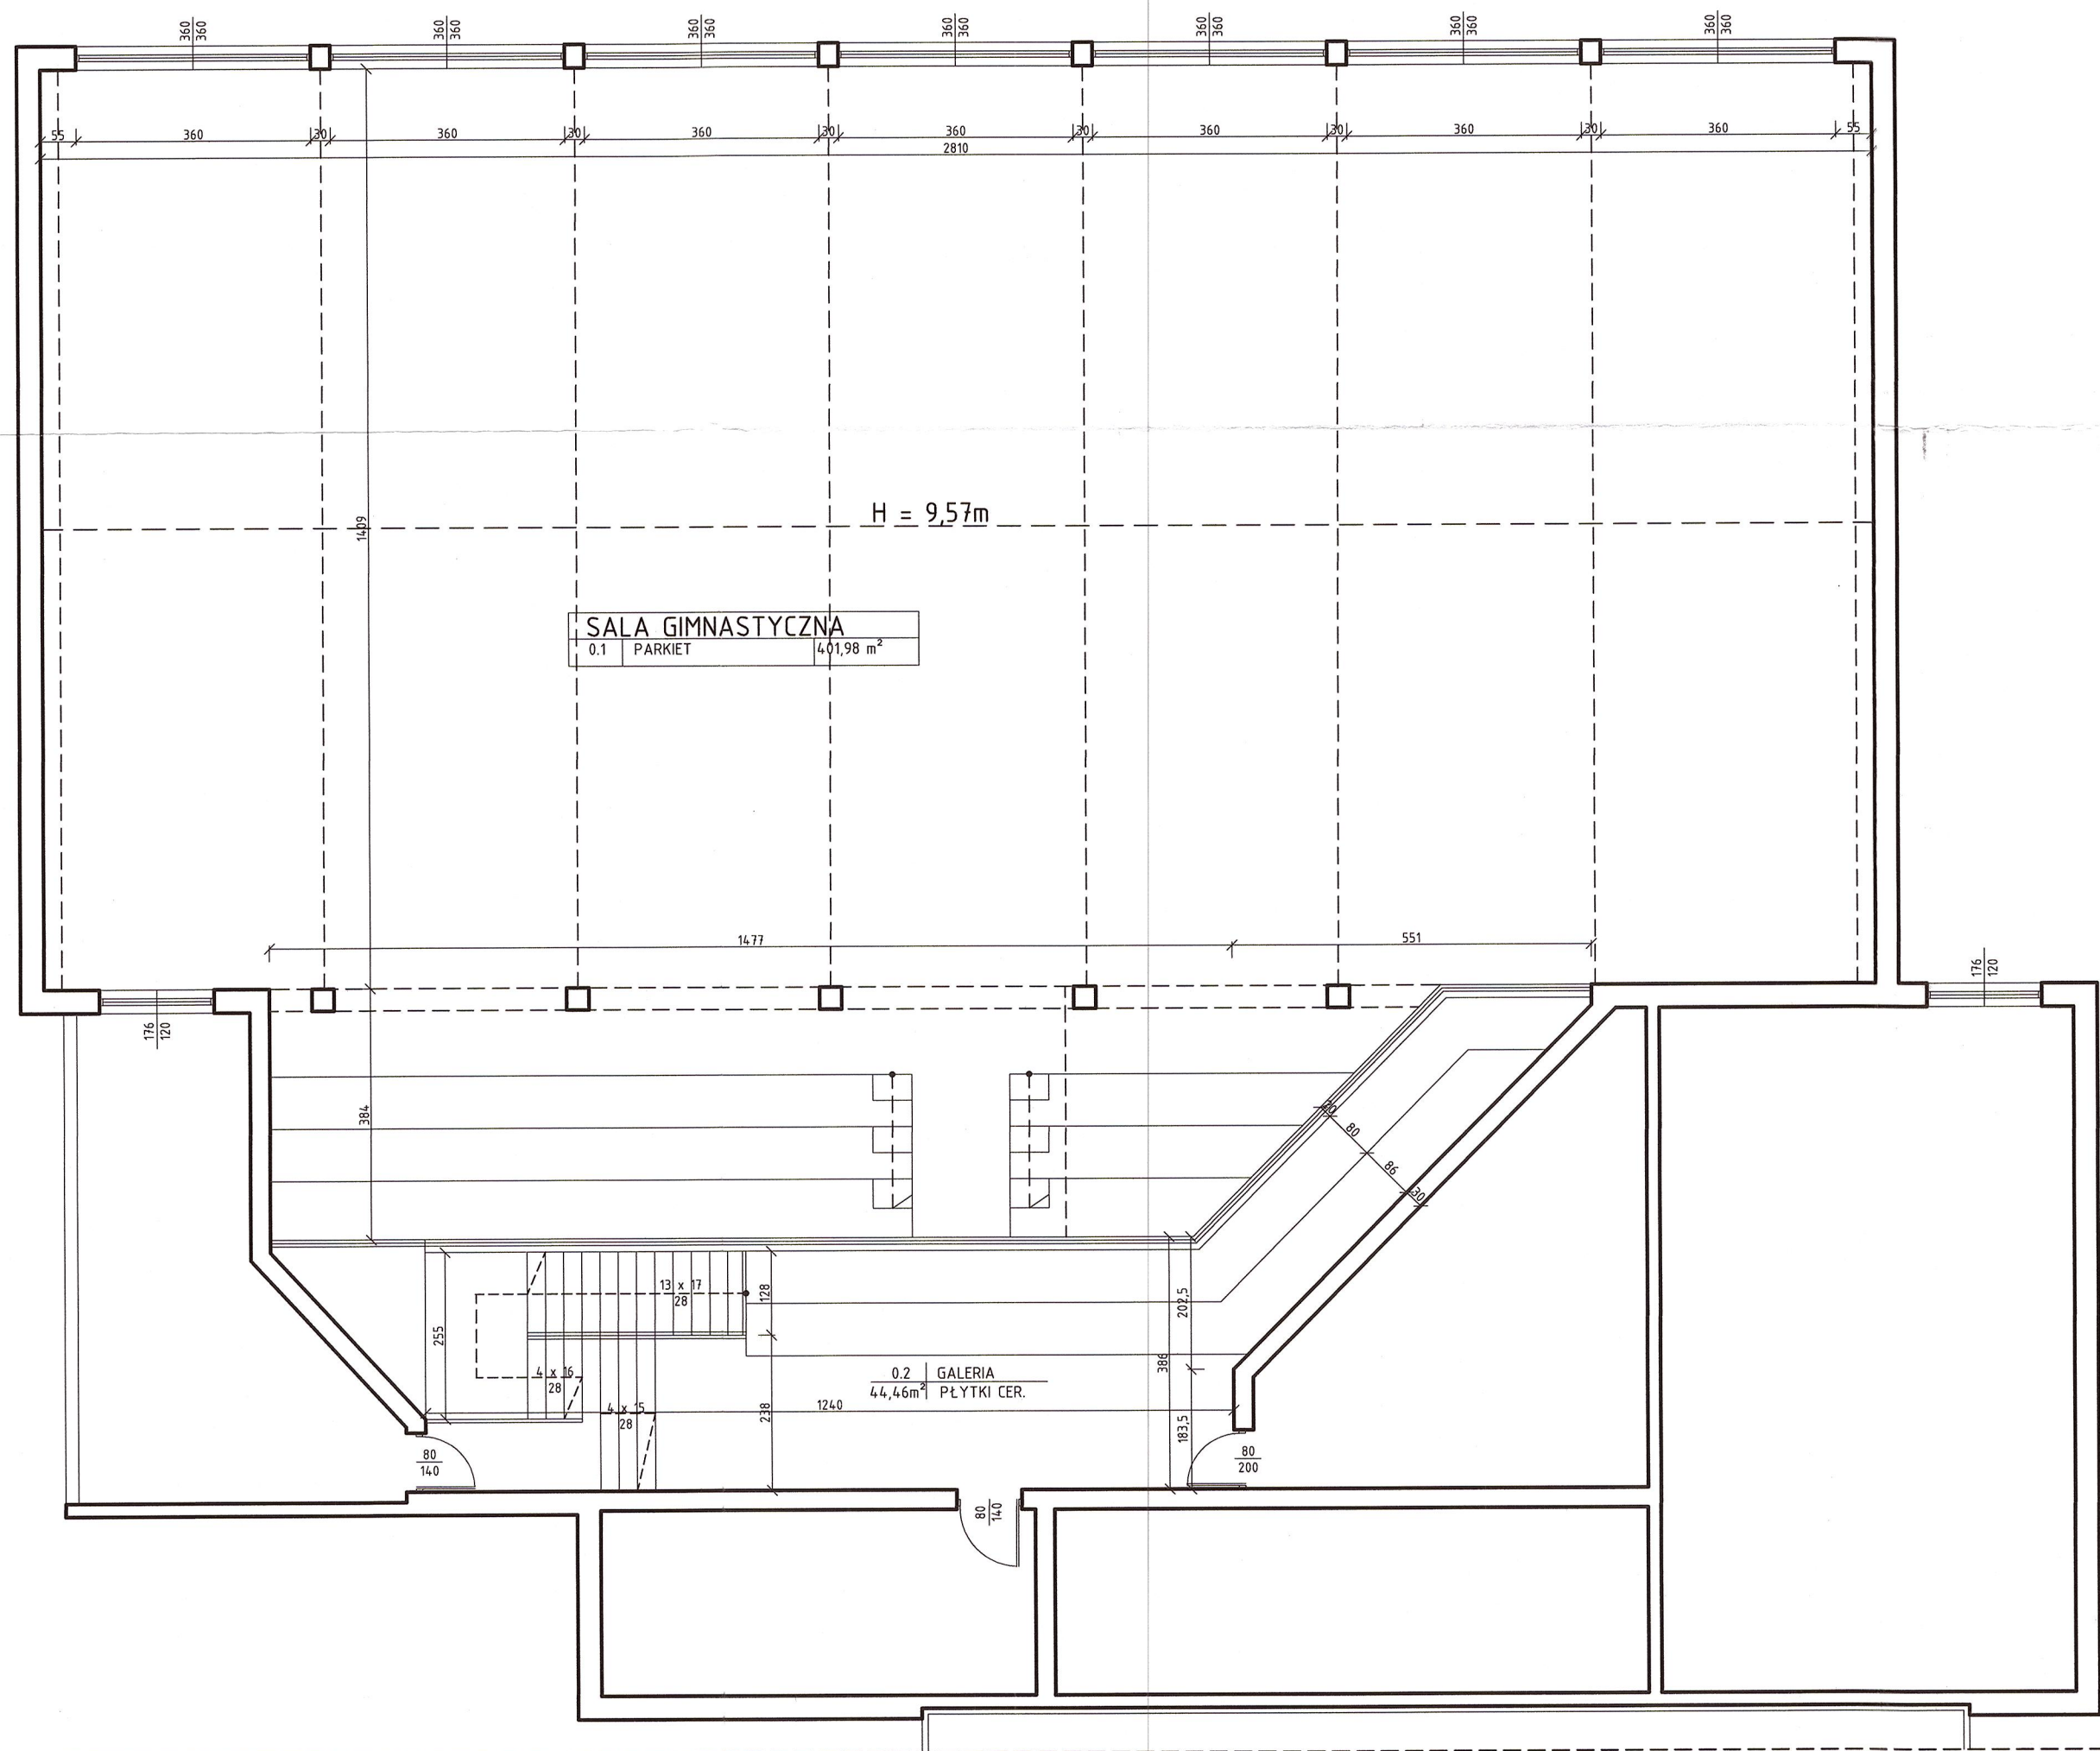 360 360 360 360 360 360 360 360 360 360 360 360 360 360
55 360 30 360 30 360 30 360 30 360 30 360 30 360 55
2810
1409
H = 9,57m
SALA GIMNASTYCZNA
0.1 PARKIET 401,98 m²
1477 551
176 120
176 120
384
20
80
86
30
13 x 17
28
128
202,5
255
386
4 x 16
28
0.2 GALERIA
44,46m² PŁYTKI CER.
1240
4 x 15
28
238
183,5
80
140
80
200
80
140